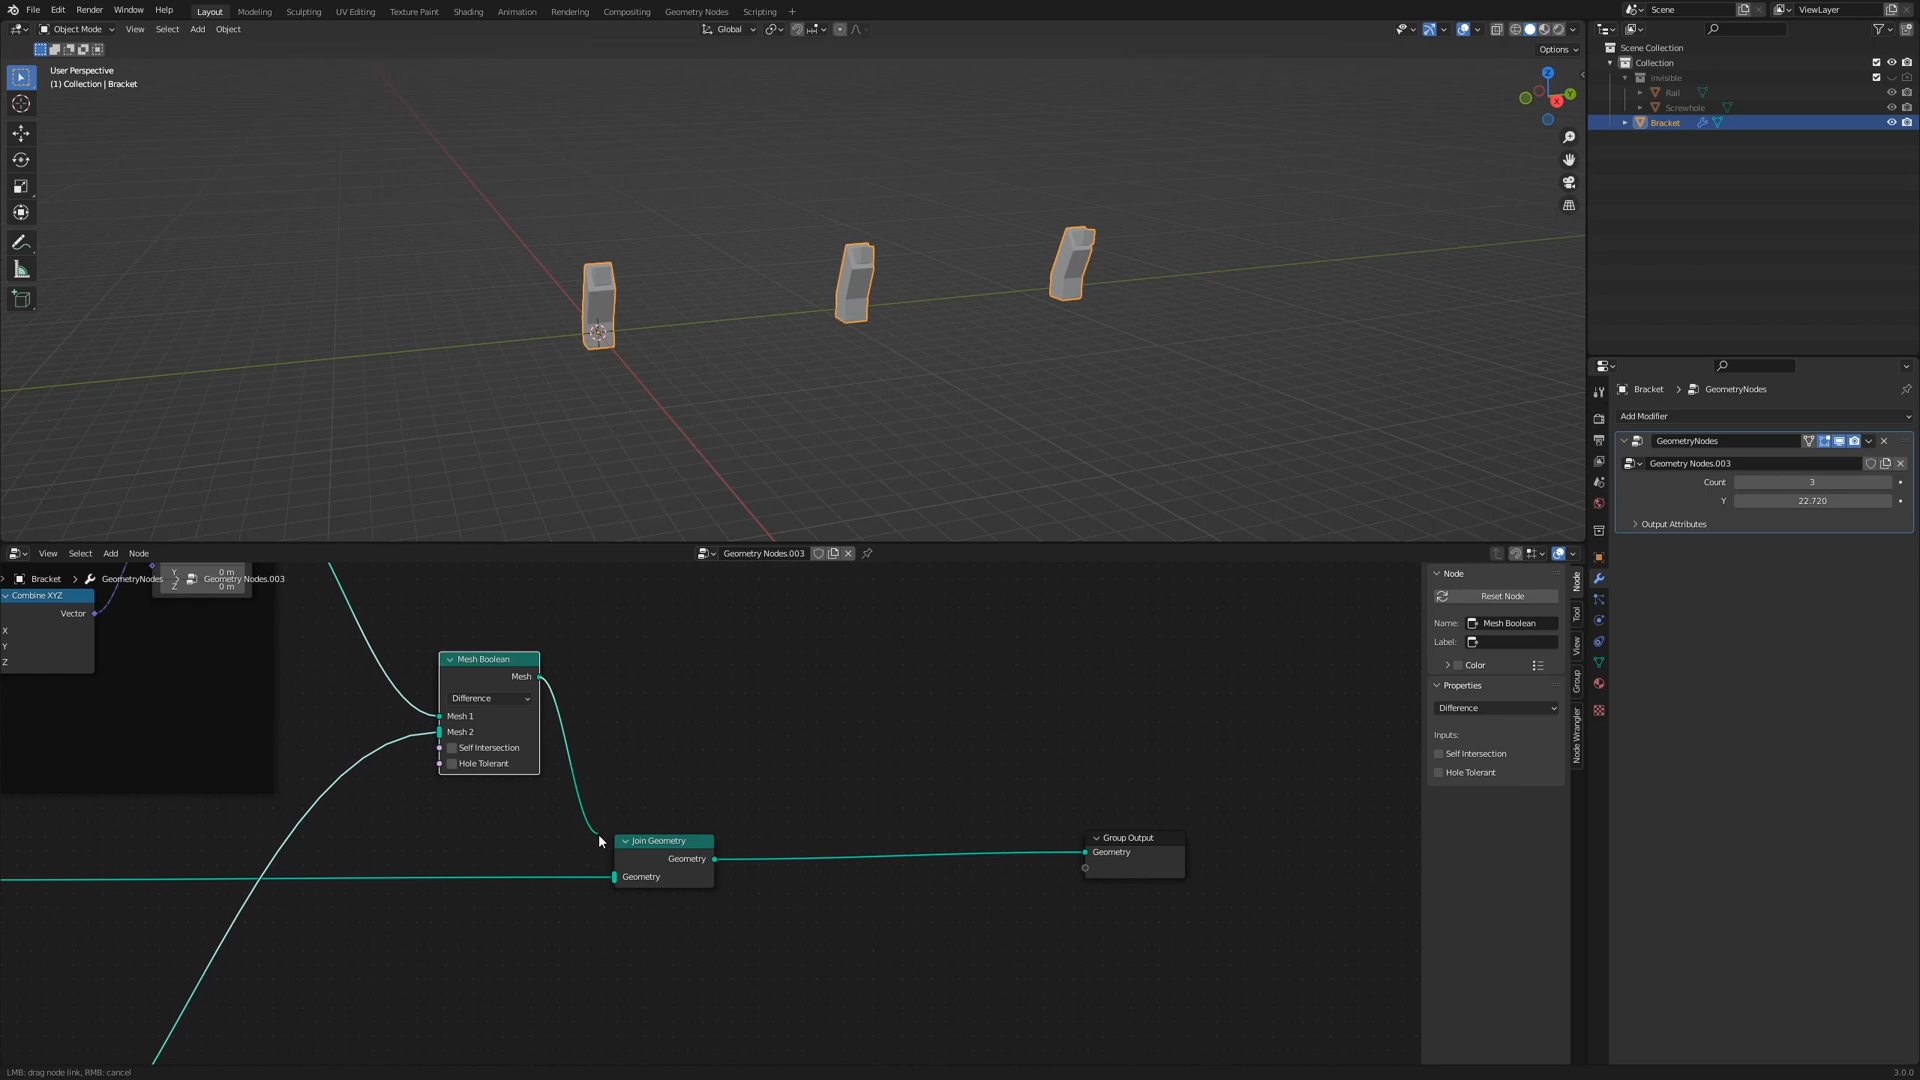 File Edit Render Window Help Layout Modeling Sculpting UV Editing Texture Paint Shading Animation Rendering Compositing Geometry Nodes Scripting Scene ViewLayer
Object Mode View Select Add Object Global
Options
User Perspective
(1) Collection | Bracket
Z
Y
X
Scene Collection
Collection
invisible
Rail
Screwhole
Bracket
Bracket GeometryNodes
Add Modifier
GeometryNodes
Geometry Nodes.003
Count 3
Y 22.720
Output Attributes
View Select Add Node Geometry Nodes.003
Bracket GeometryNodes Geometry Nodes.003
Y 0 m
Z 0 m
Combine XYZ
Vector
X
Y
Z
Mesh Boolean
Mesh
Difference
Mesh 1
Mesh 2
Self Intersection
Hole Tolerant
Join Geometry
Geometry
Geometry
Group Output
Geometry
Node
Reset Node
Name: Mesh Boolean
Label:
Color
Properties
Difference
Inputs:
Self Intersection
Hole Tolerant
Node
Tool
View
Group
Node Wrangler
LMB: drag node link, RMB: cancel
3.0.0